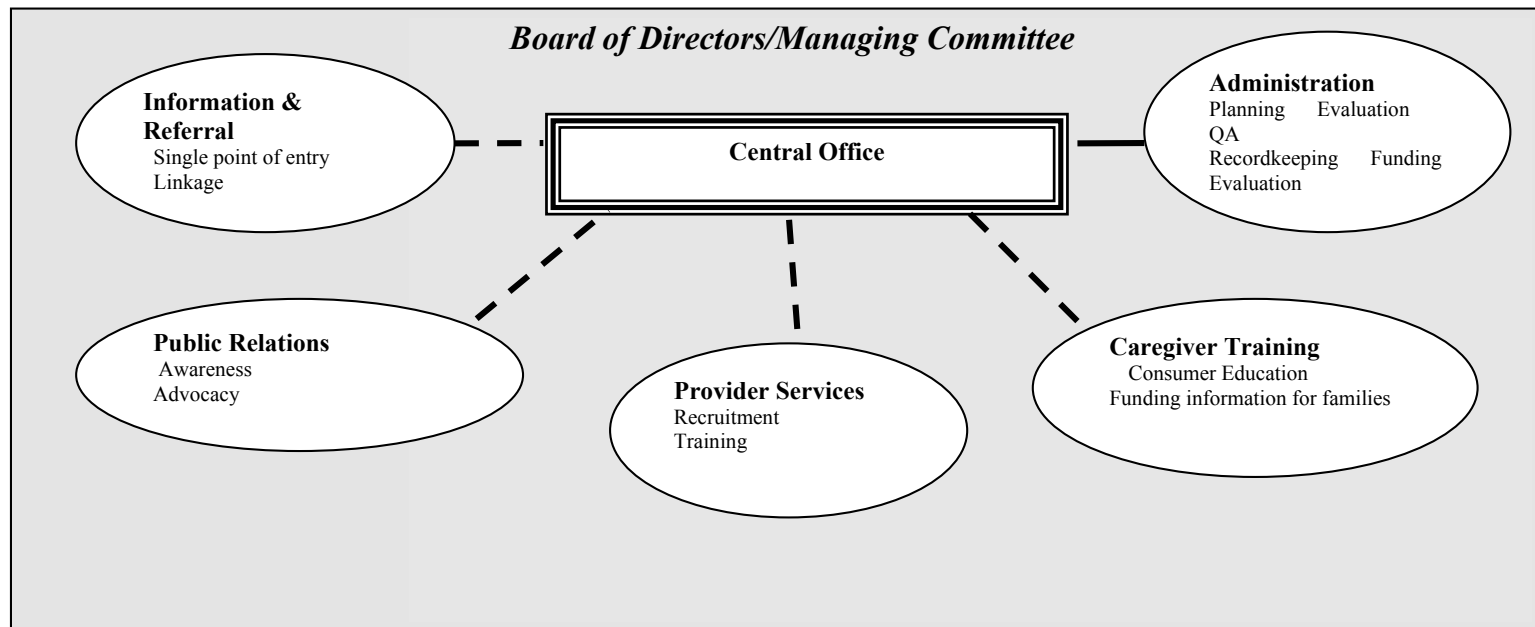 Board of Directors/Managing Committee
Information &
Referral
Single point of entry
Linkage
Central Office
Administration
Planning Evaluation
QA
Recordkeeping Funding
Evaluation
Public Relations
Awareness
Advocacy
Provider Services
Recruitment
Training
Caregiver Training
Consumer Education
Funding information for families